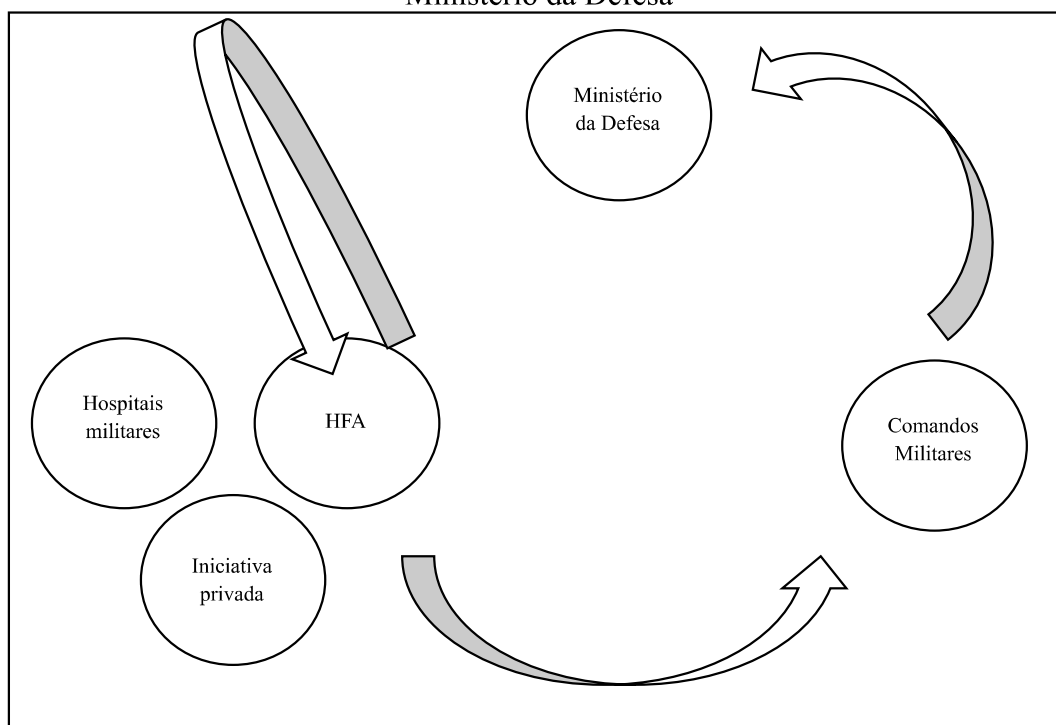 Ministério da Defesa
Ministério
da Defesa
Hospitais
militares
HFA
Comandos
Militares
Iniciativa
privada